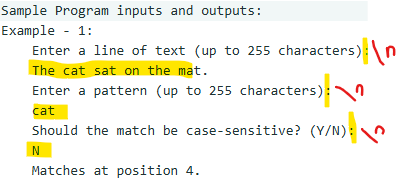 Sample Program inputs and outputs:
Example - 1:
Enter a line of text (up to 255 characters): \n
The cat sat on the mat.
Enter a pattern (up to 255 characters): \n
cat
Should the match be case-sensitive? (Y/N): \n
N
Matches at position 4.